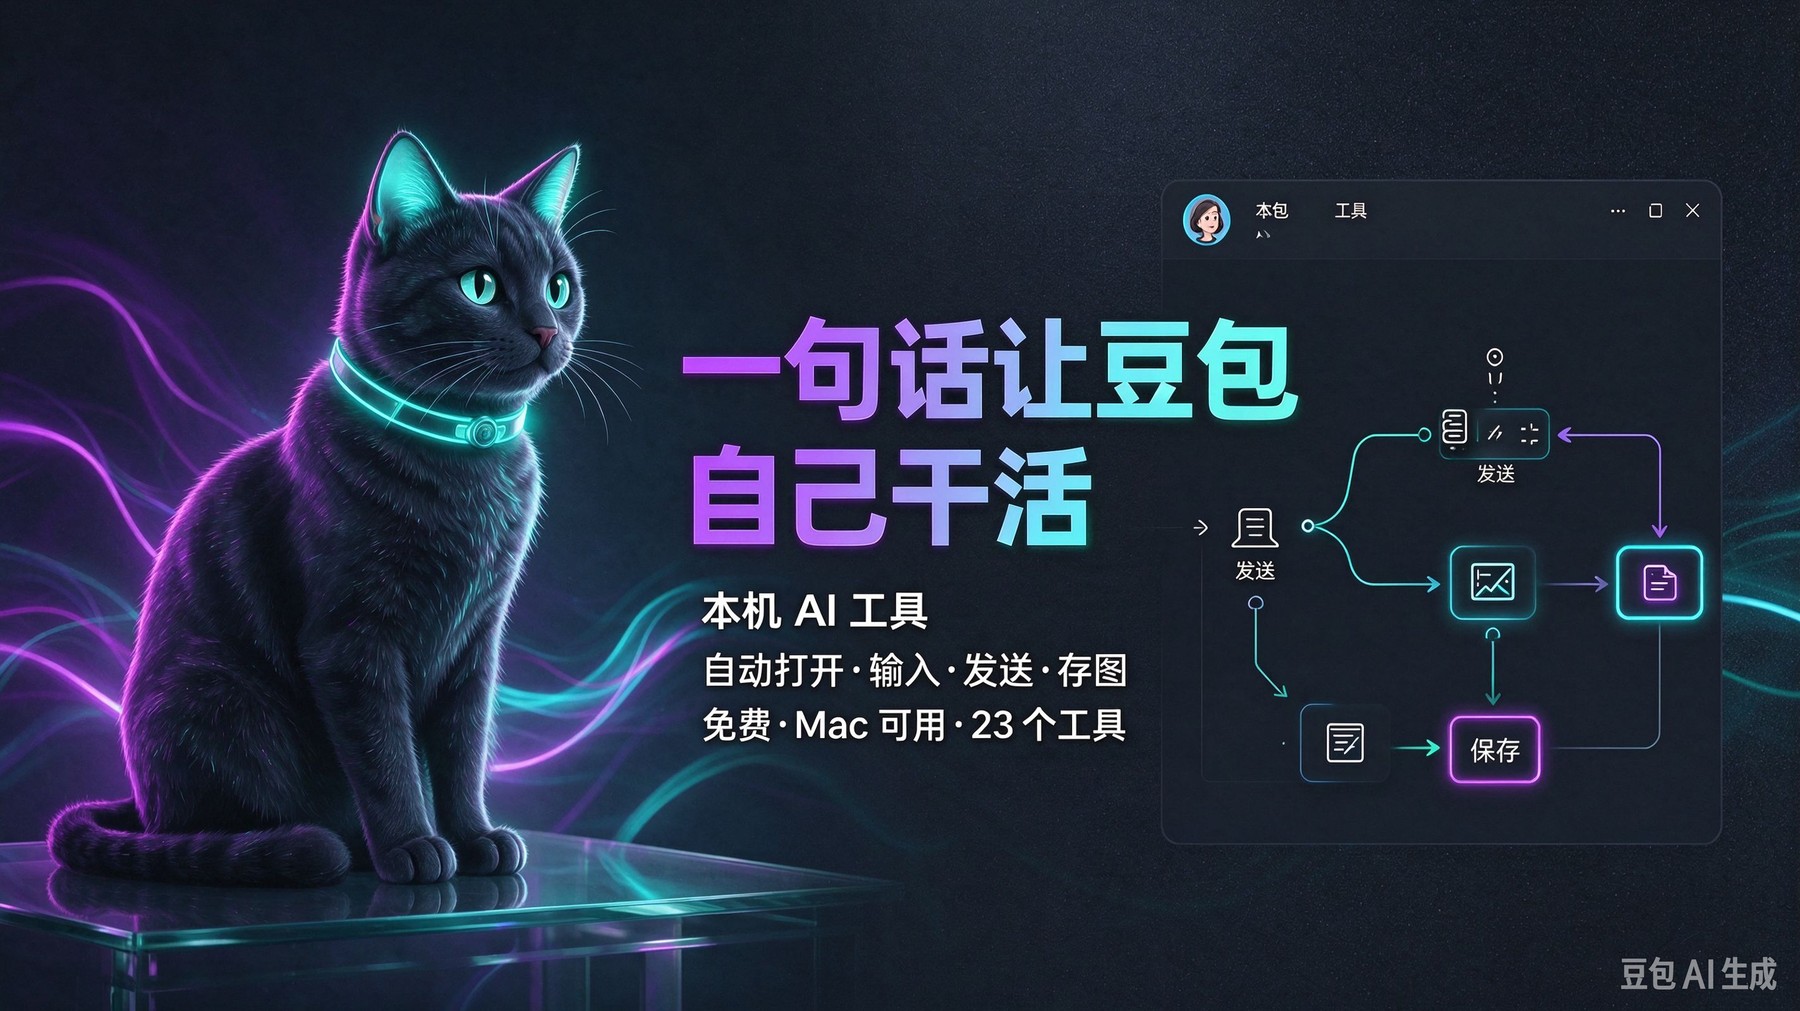 一句话让豆包
自己干活
本机 AI 工具
自动打开·输入·发送·存图
免费·Mac 可用·23 个工具
本包 工具
发送
发送
保存
豆包 AI 生成